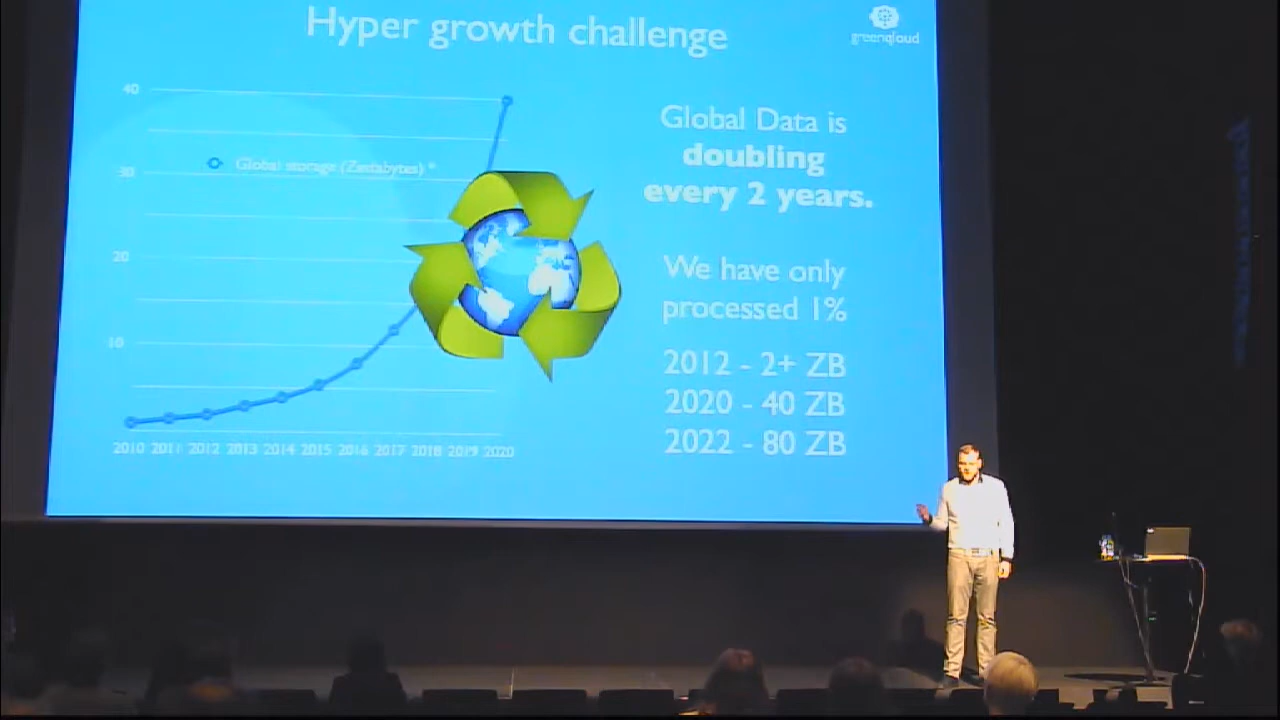 Hyper growth challenge
greenqloud
40
Global storage (Zettabytes) *
30
20
10
2010 2011 2012 2013 2014 2015 2016 2017 2018 2019 2020
Global Data is
doubling
every 2 years.
We have only
processed 1%
2012 - 2+ ZB
2020 - 40 ZB
2022 - 80 ZB